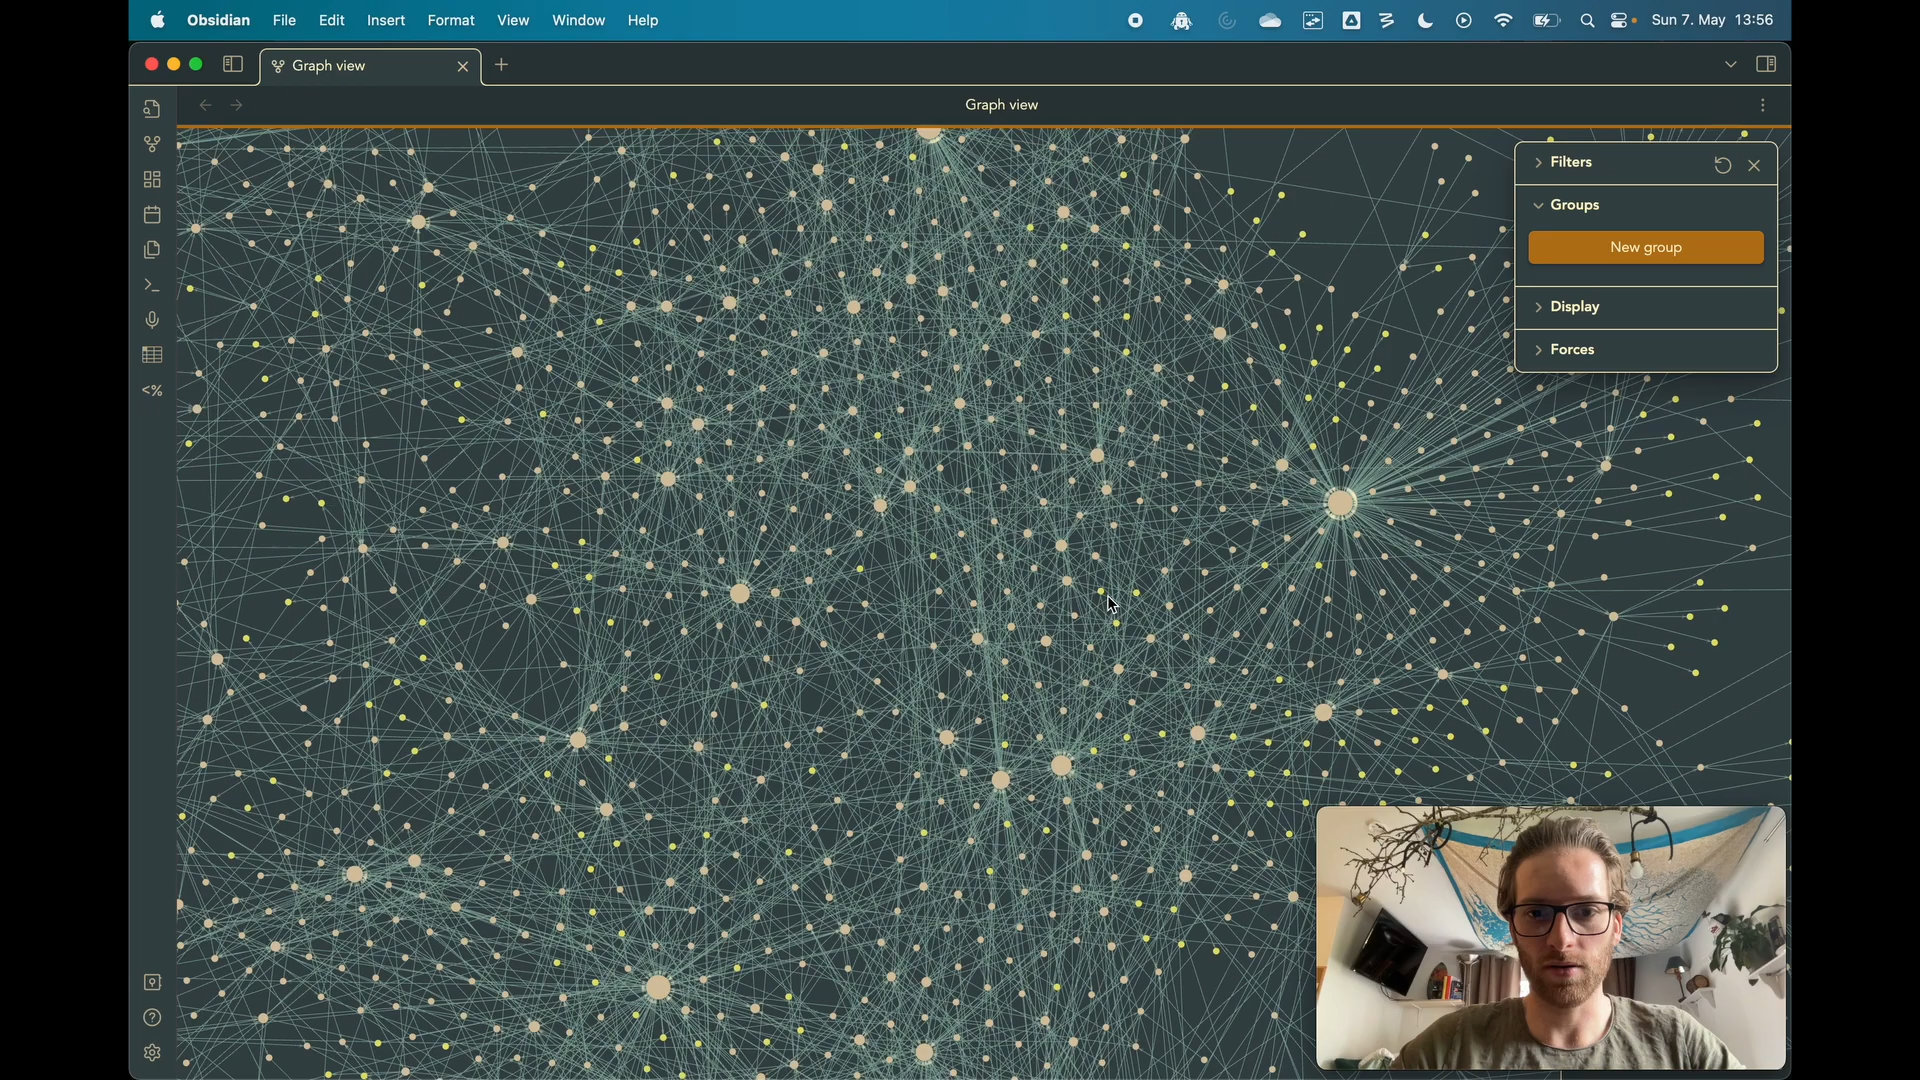 Obsidian File Edit Insert Format View Window Help Sun 7. May 13:56
Graph view
Graph view
Filters
Groups
New group
Display
Forces